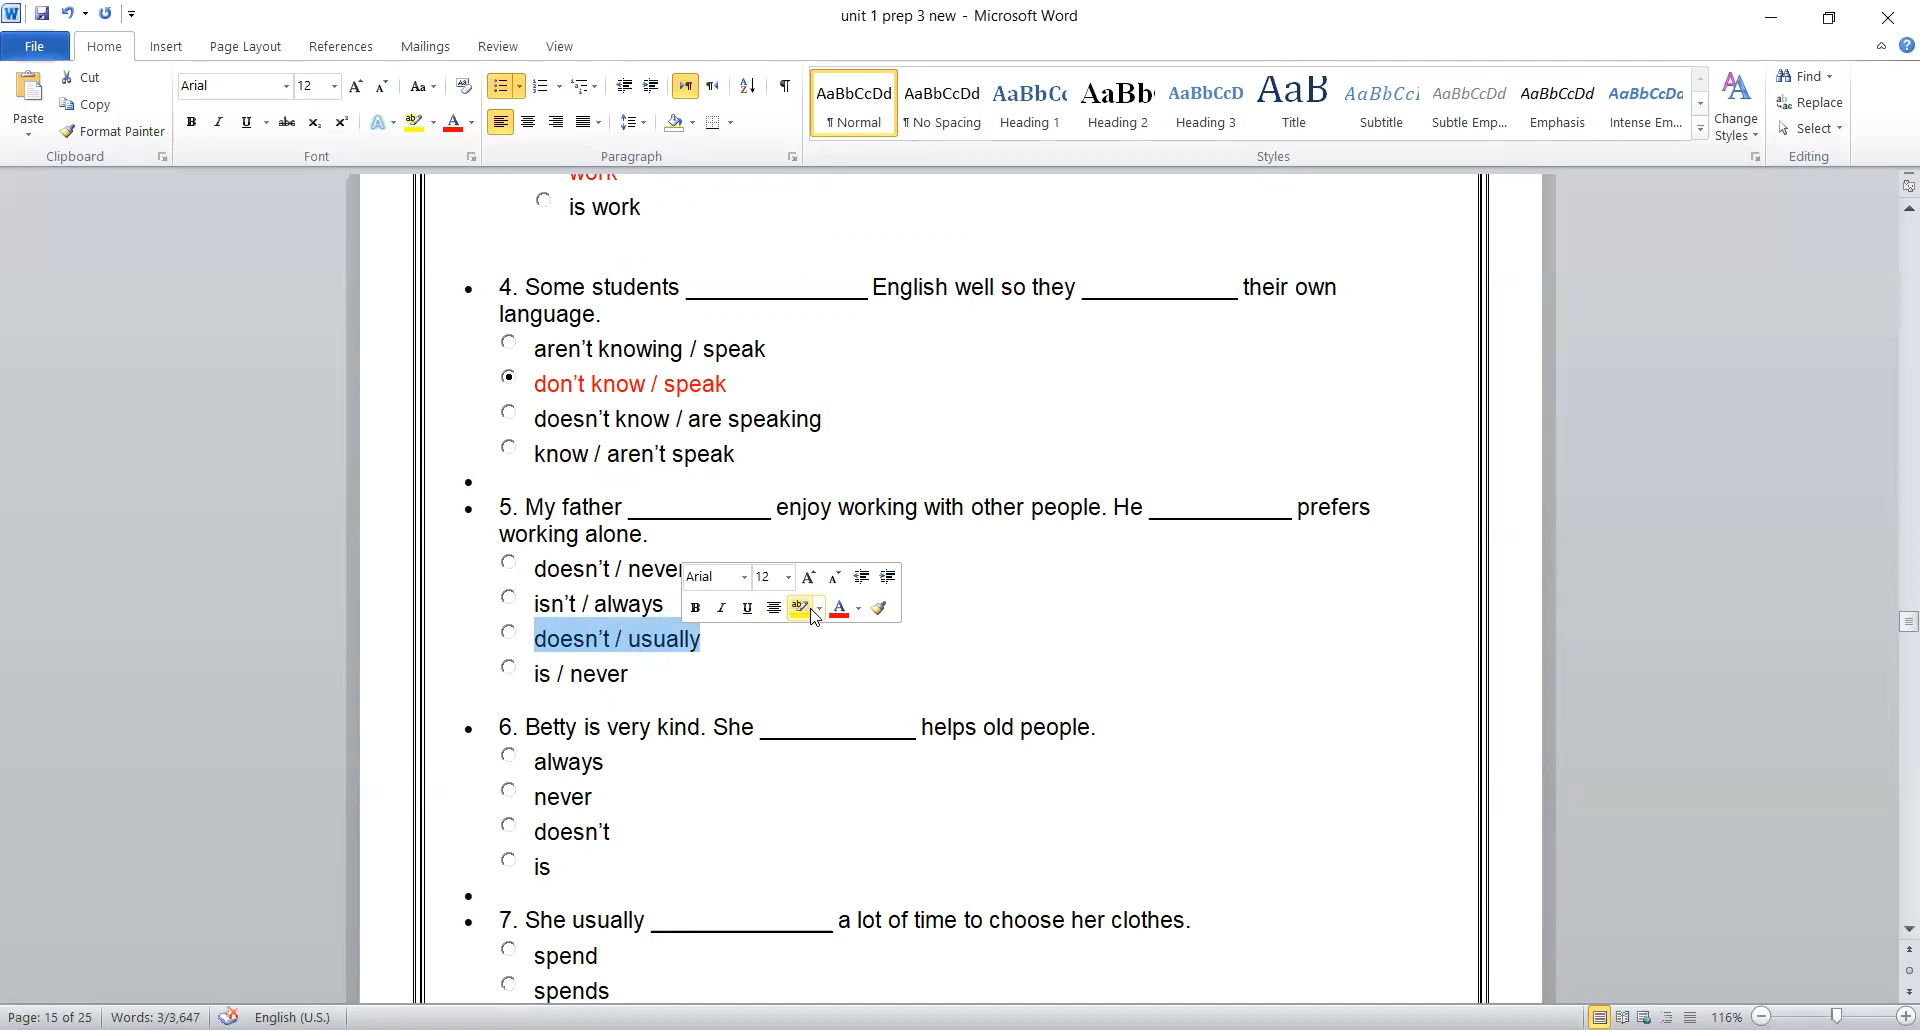 unit 1 prep 3 new - Microsoft Word
File Home Insert Page Layout References Mailings Review View
Paste
Cut
Copy
Format Painter
Clipboard
Arial 12
Font
Paragraph
AaBbCcDd AaBbCcDd AaBbCc AaBb AaBbCcD AaB AaBbCcl AaBbCcDd AaBbCcDd AaBbCcDd
¶ Normal ¶ No Spacing Heading 1 Heading 2 Heading 3 Title Subtitle Subtle Emp... Emphasis Intense Em...
Styles
Change Styles
Find
Replace
Select
Editing
work
is work
• 4. Some students ______________ English well so they ____________ their own
language.
aren’t knowing / speak
don’t know / speak
doesn’t know / are speaking
know / aren’t speak
•
• 5. My father ___________ enjoy working with other people. He ___________ prefers
working alone.
doesn’t / never
isn’t / always
doesn’t / usually
is / never
Arial 12
• 6. Betty is very kind. She ____________ helps old people.
always
never
doesn’t
is
•
• 7. She usually ______________ a lot of time to choose her clothes.
spend
spends
Page: 15 of 25 Words: 3/3,647 English (U.S.) 116%